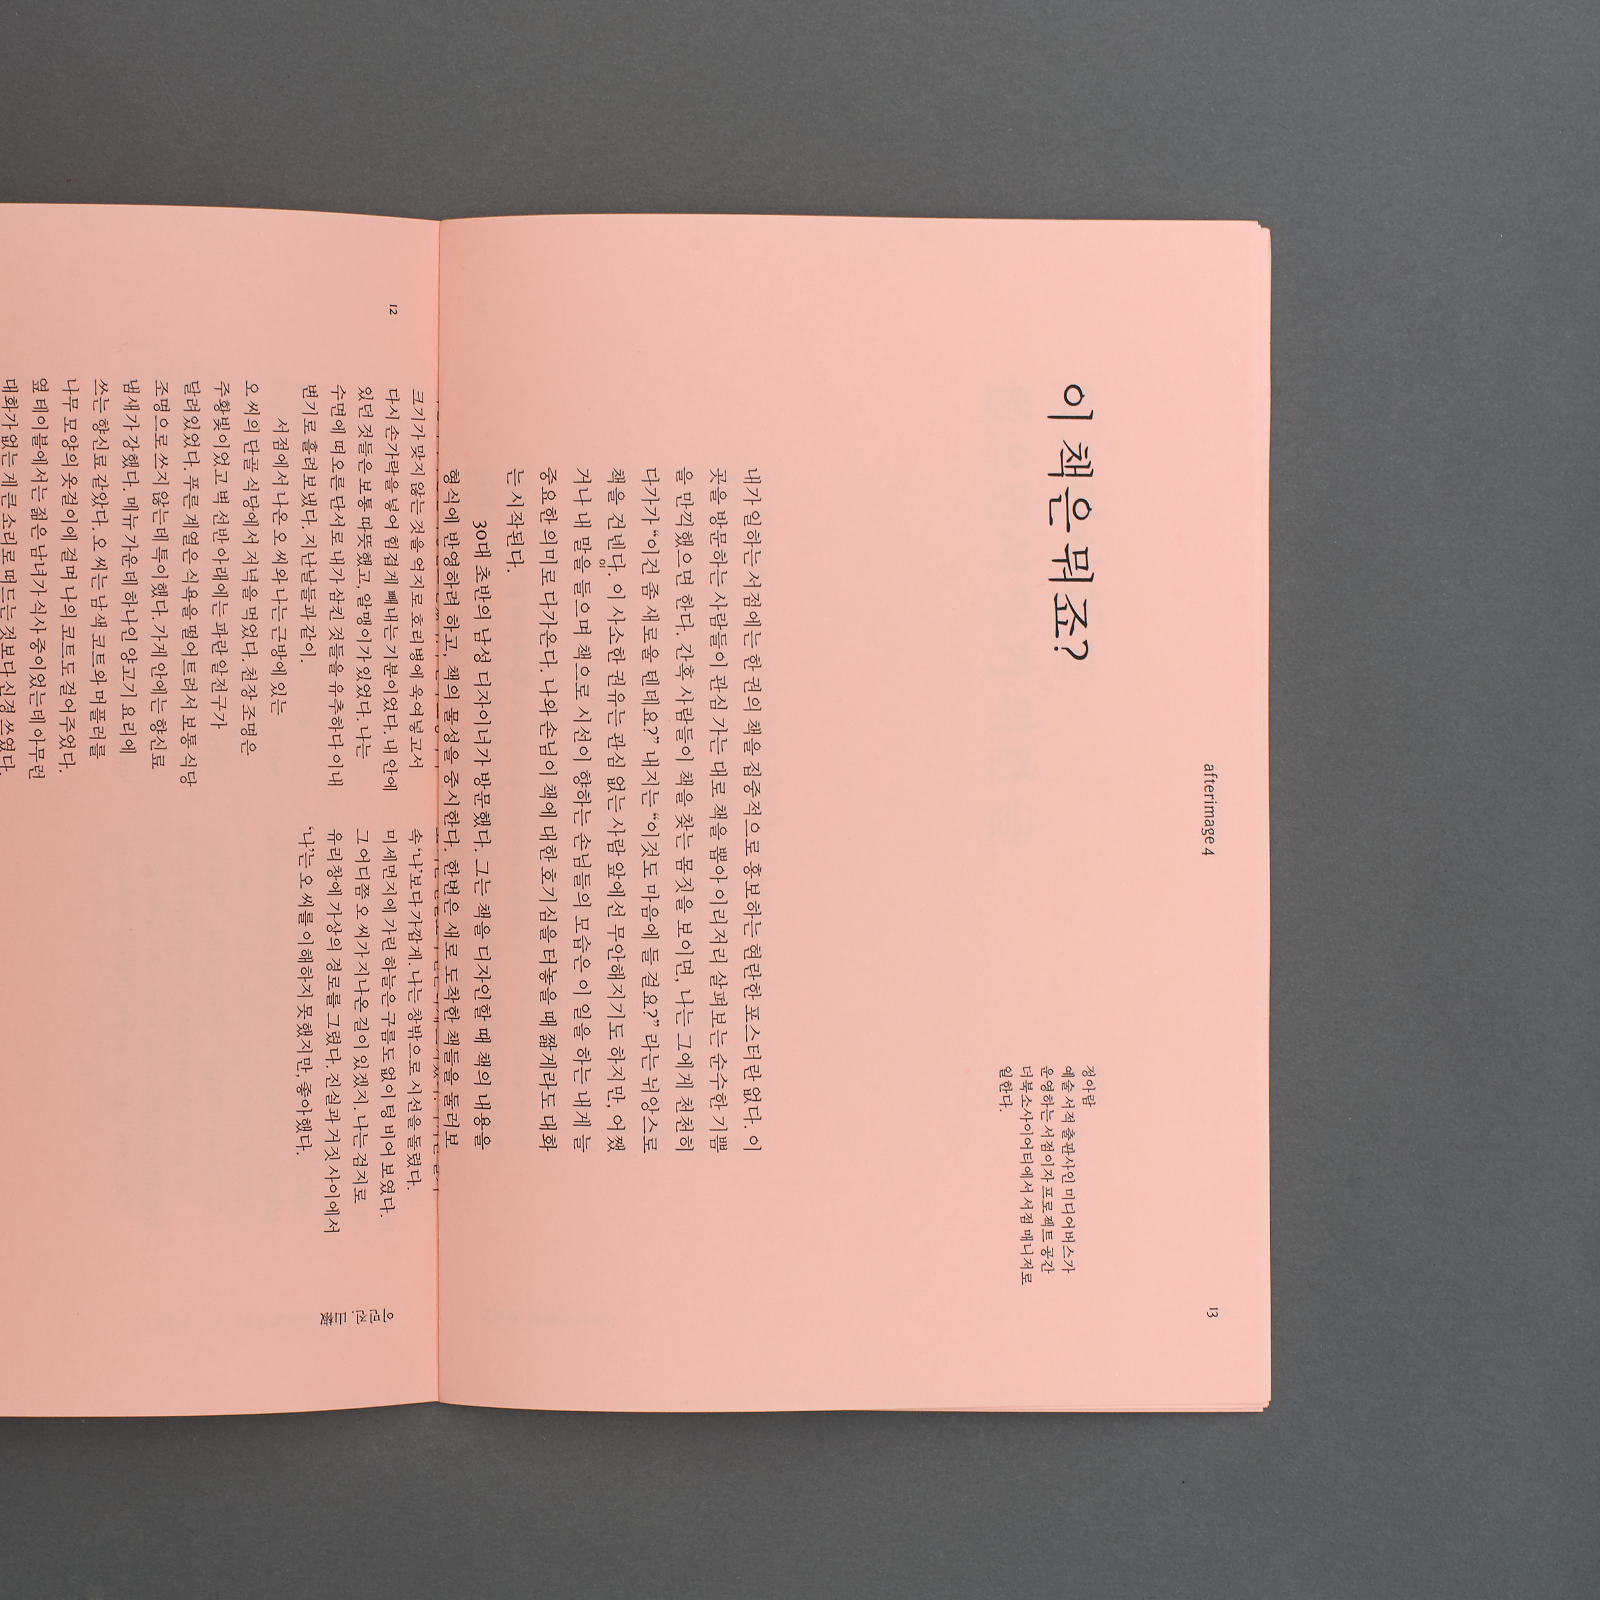 afterimage 4
13
이 책은 뭐죠?
정아람
예술 서적 출판사인 미디어버스가
운영하는 서점이자 프로젝트 공간
더북소사이어티에서 서점 매니저로
일한다.
내가 일하는 서점에는 한 권의 책을 집중적으로 홍보하는 현란한 포스터란 없다. 이
곳을 방문하는 사람들이 관심 가는 대로 책을 뽑아 이리저리 살펴보는 순수한 기쁨
을 만끽했으면 한다. 간혹 사람들이 책을 찾는 몸짓을 보이면, 나는 그에게 천천히
다가가 “이건 좀 새로울 텐데요?” 내지는 “이것도 마음에 들 걸요?” 라는 뉘앙스로
책을 건넨다. 이 사소한 권유는 관심 없는 사람 앞에선 무안해지기도 하지만, 어쨌
거나 내 말을 들으며 책으로 시선이 향하는 손님들의 모습은 이 일을 하는 내게 늘
중요한 의미로 다가온다. 나와 손님이 책에 대한 호기심을 터놓을 때 짧게라도 대화
는 시작된다.
30대 초반의 남성 디자이너가 방문했다. 그는 책을 디자인할 때 책의 내용을
형식에 반영하려 하고, 책의 물성을 중시한다. 한번은 새로 도착한 책들을 둘러보
12
크기가 맞지 않는 것을 억지로 호리병에 욱여넣고서
다시 손가락을 넣어 힘겹게 빼내는 기분이었다. 내 안에
있던 것들은 보통 따뜻했고, 알맹이가 있었다. 나는
수면에 떠오른 단서로 내가 삼킨 것들을 유추하다 이내
변기로 흘려보냈다. 지난날들과 같이.
서점에서 나온 오 씨와 나는 근방에 있는
오 씨의 단골 식당에서 저녁을 먹었다. 천장 조명은
주황빛이었고 벽 선반 아래에는 파란 알전구가
달려있었다. 푸른 계열은 식욕을 떨어트려서 보통 식당
조명으로 쓰지 않는데 특이했다. 가게 안에는 향신료
냄새가 강했다. 메뉴 가운데 하나인 양고기 요리에
쓰는 향신료 같았다. 오 씨는 남색 코트와 머플러를
나무 모양의 옷걸이에 걸며 나의 코트도 걸어주었다.
옆 테이블에서는 젊은 남녀가 식사 중이었는데 아무런
대화가 없는 게 큰 소리로 떠드는 것보다 신경 쓰였다.
속 ‘나’보다 가깝게. 나는 창밖으로 시선을 돌렸다.
미세먼지에 가린 하늘은 구름도 없이 텅 비어 보였다.
그 어디쯤 오 씨가 지나온 길이 있겠지. 나는 검지로
유리창에 가상의 경로를 그렸다. 진실과 거짓 사이에서
‘나’는 오 씨를 이해하지 못했지만, 좋아했다.